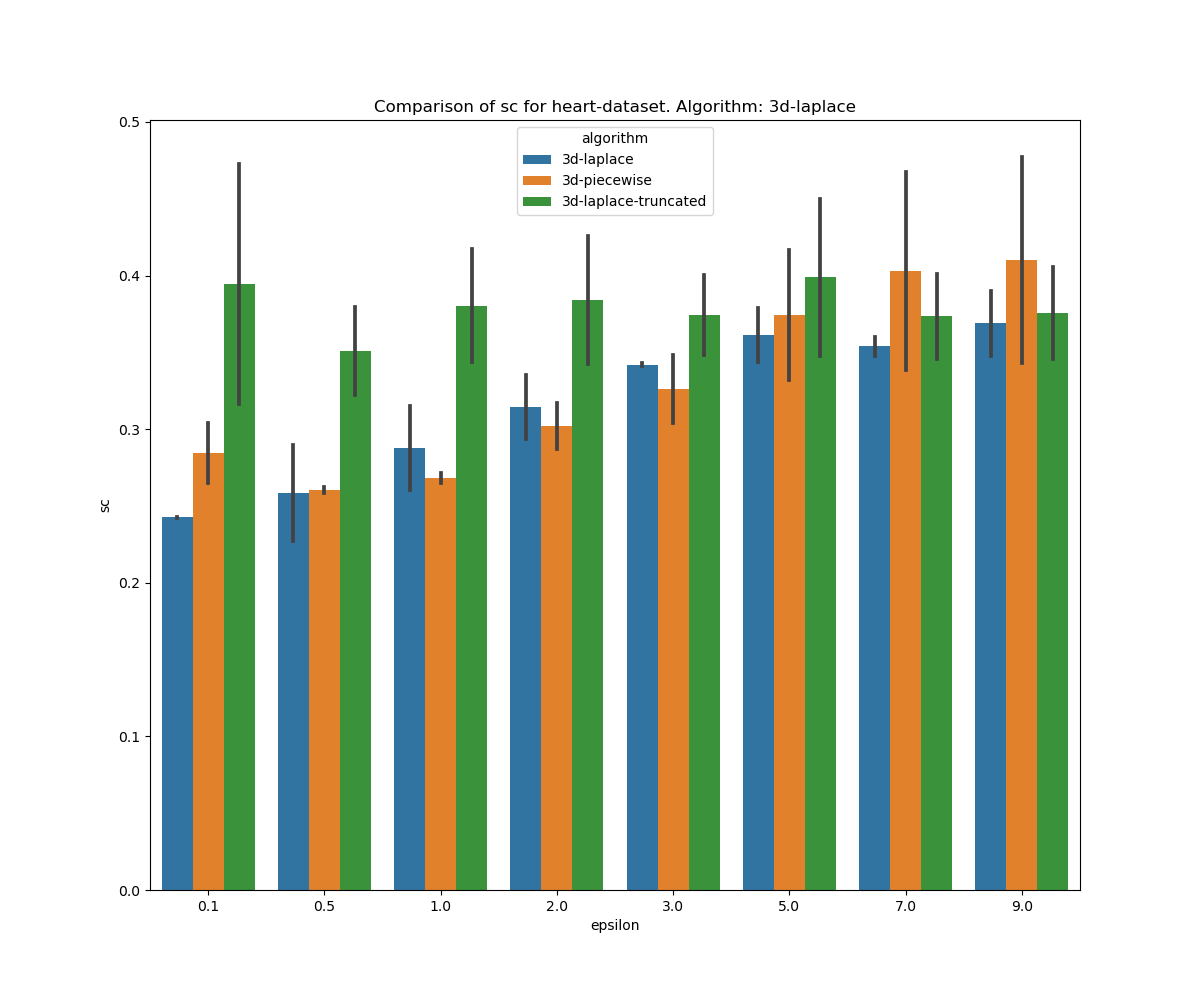 Comparison of sc for heart-dataset. Algorithm: 3d-laplace
algorithm
3d-laplace
3d-piecewise
3d-laplace-truncated
0.5
0.4
0.3
0.2
0.1
0.0
sc
0.1 0.5 1.0 2.0 3.0 5.0 7.0 9.0
epsilon